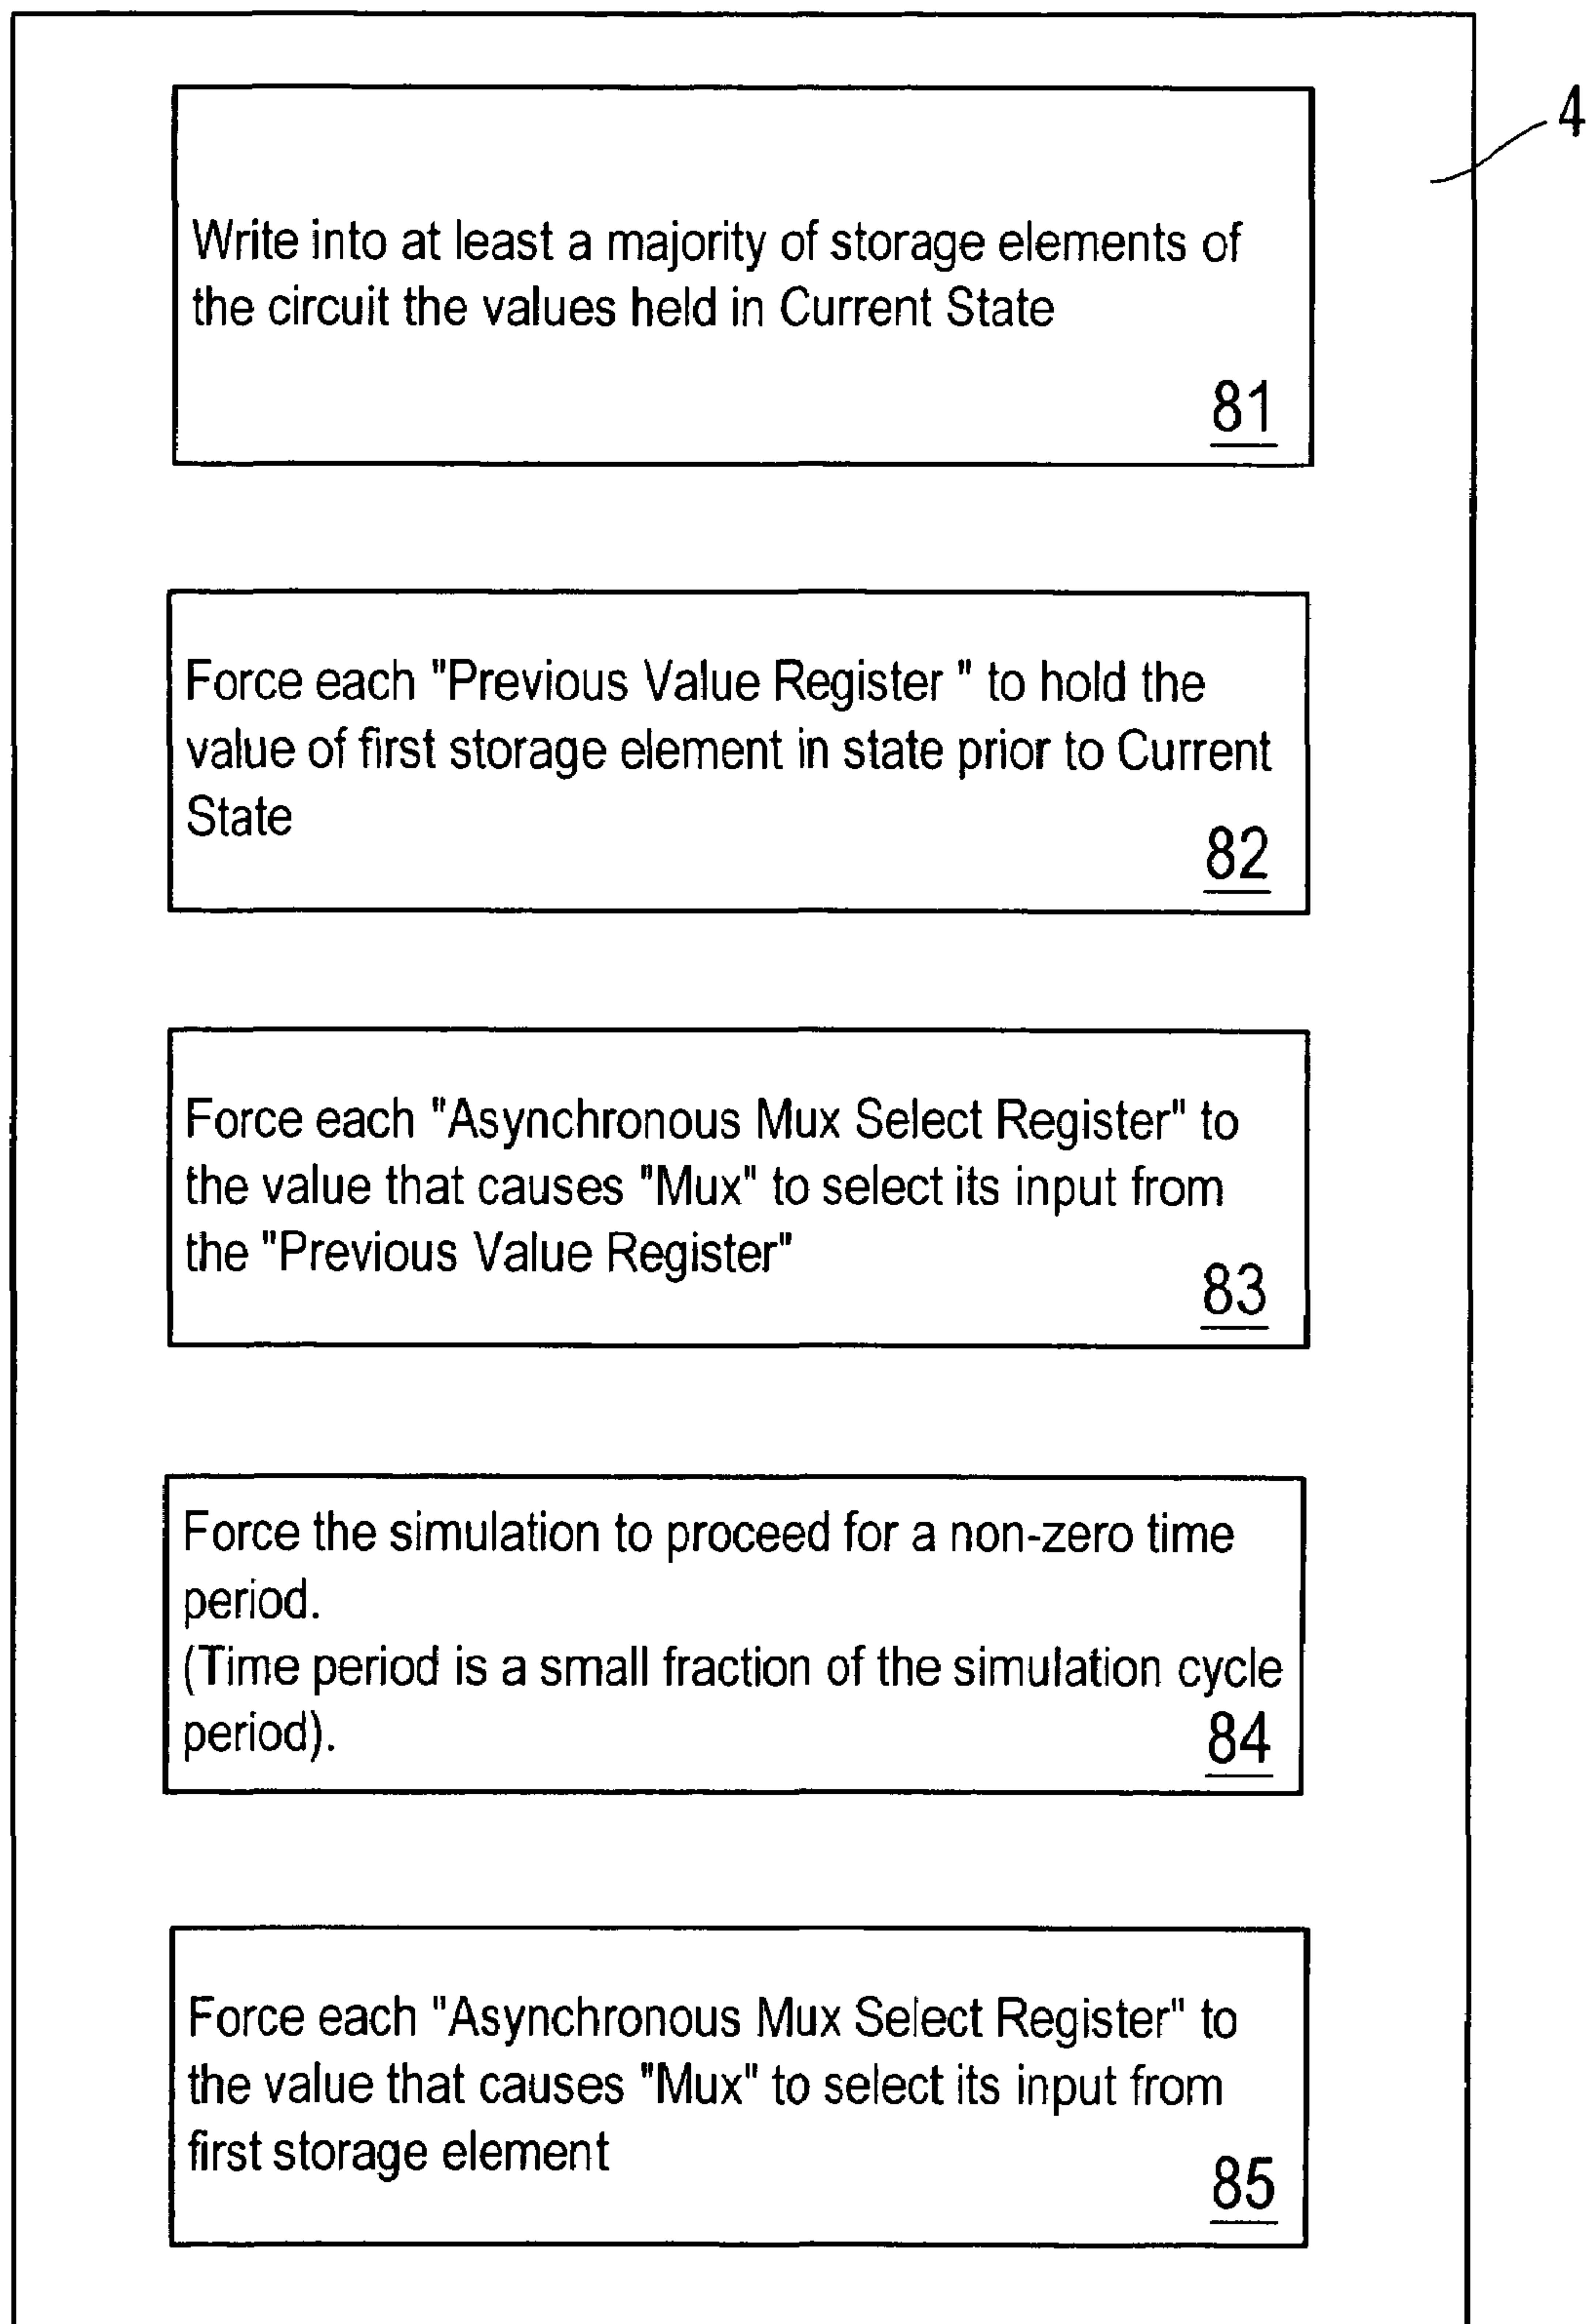 4
Write into at least a majority of storage elements of
the circuit the values held in Current State
81
Force each "Previous Value Register " to hold the
value of first storage element in state prior to Current
State
82
Force each "Asynchronous Mux Select Register" to
the value that causes "Mux" to select its input from
the "Previous Value Register"
83
Force the simulation to proceed for a non-zero time
period.
(Time period is a small fraction of the simulation cycle
period).
84
Force each "Asynchronous Mux Select Register" to
the value that causes "Mux" to select its input from
first storage element
85